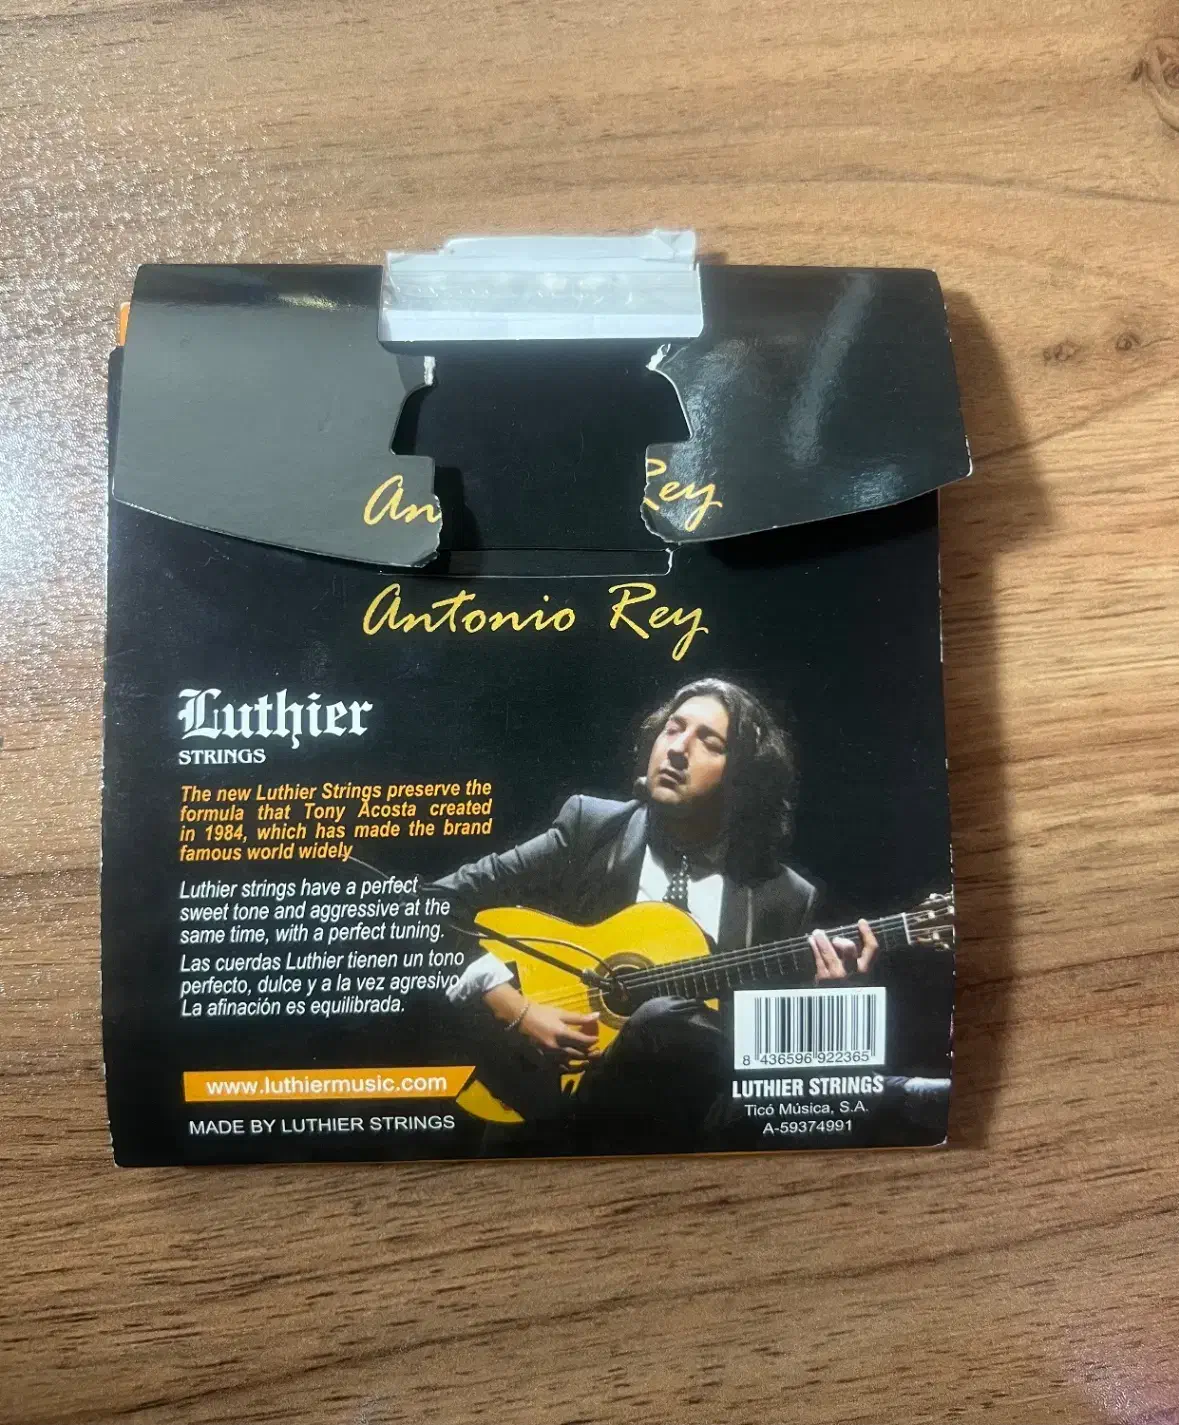 An Rey
Antonio Rey
Luthier
STRINGS
The new Luthier Strings preserve the
formula that Tony Acosta created
in 1984, which has made the brand
famous world widely
Luthier strings have a perfect
sweet tone and aggressive at the
same time, with a perfect tuning.
Las cuerdas Luthier tienen un tono
perfecto, dulce y a la vez agresivo,
La afinación es equilibrada.
www.luthiermusic.com
MADE BY LUTHIER STRINGS
8 436596 922365
LUTHIER STRINGS
Ticó Música, S.A.
A-59374991